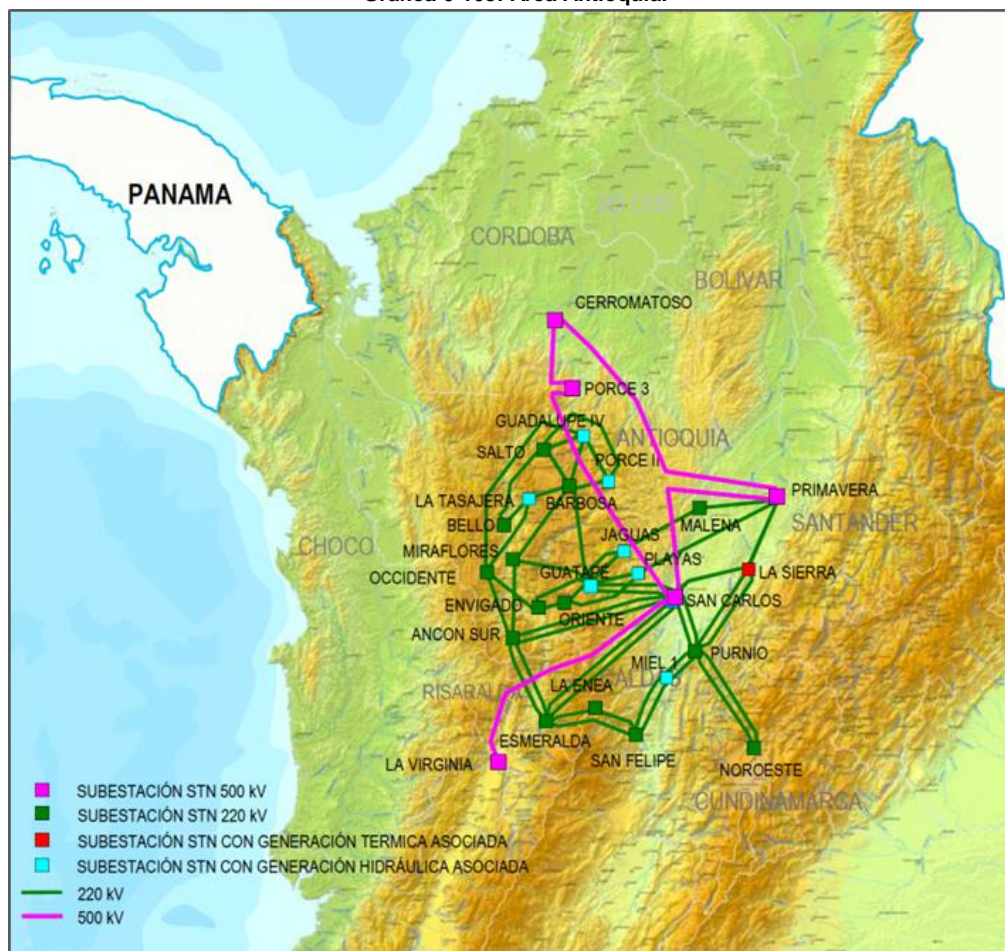 PANAMA
CORDOBA
BOLIVAR
CERROMATOSO
PORCE 3
GUADALUPE IV
ANTIOQUIA
SALTO
PORCE II
LA TASAJERA
BARBOSA
PRIMAVERA
BELLO
MALENA
SANTANDER
CHOCO
JAGUAS
MIRAFLORES
PLAYAS
OCCIDENTE
GUATAPE
LA SIERRA
ENVIGADO
SAN CARLOS
ORIENTE
ANCON SUR
MIEL 1
PURNIO
LA ENEA
ESMERALDA
SAN FELIPE
LA VIRGINIA
NOROESTE
CUNDINAMARCA
SUBESTACIÓN STN 500 kV
SUBESTACIÓN STN 220 kV
SUBESTACIÓN STN CON GENERACIÓN TERMICA ASOCIADA
SUBESTACIÓN STN CON GENERACIÓN HIDRÁULICA ASOCIADA
220 kV
500 kV